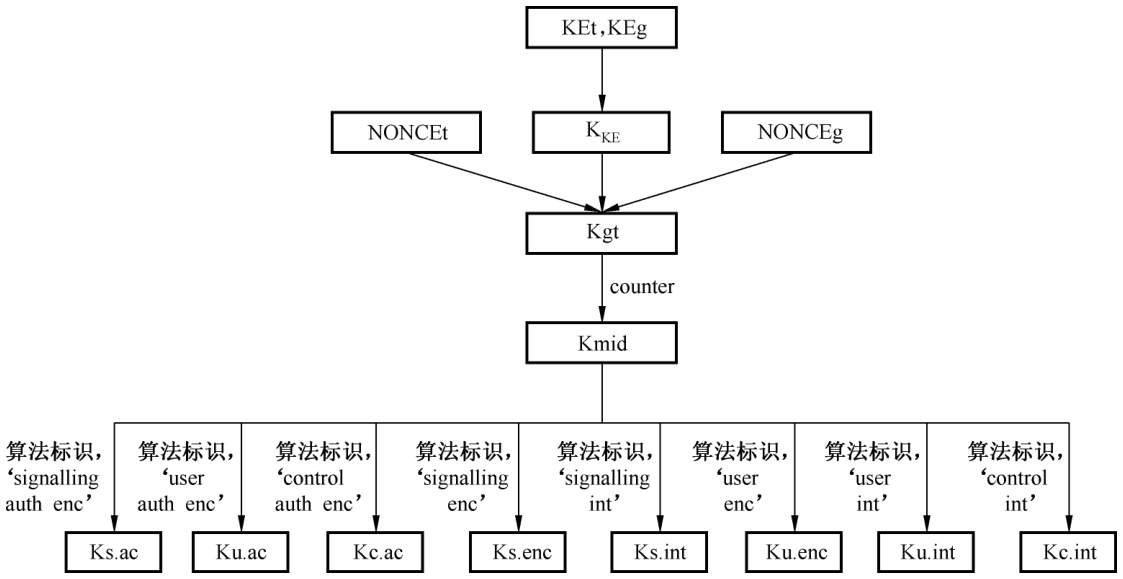 KEt,KEg
NONCEt
K_KE
NONCEg
Kgt
counter
Kmid
算法标识,
‘signalling
auth enc’
算法标识,
‘user
auth enc’
算法标识,
‘control
auth enc’
算法标识,
‘signalling
enc’
算法标识,
‘signalling
int’
算法标识,
‘user
enc’
算法标识,
‘user
int’
算法标识,
‘control
int’
Ks.ac
Ku.ac
Kc.ac
Ks.enc
Ks.int
Ku.enc
Ku.int
Kc.int